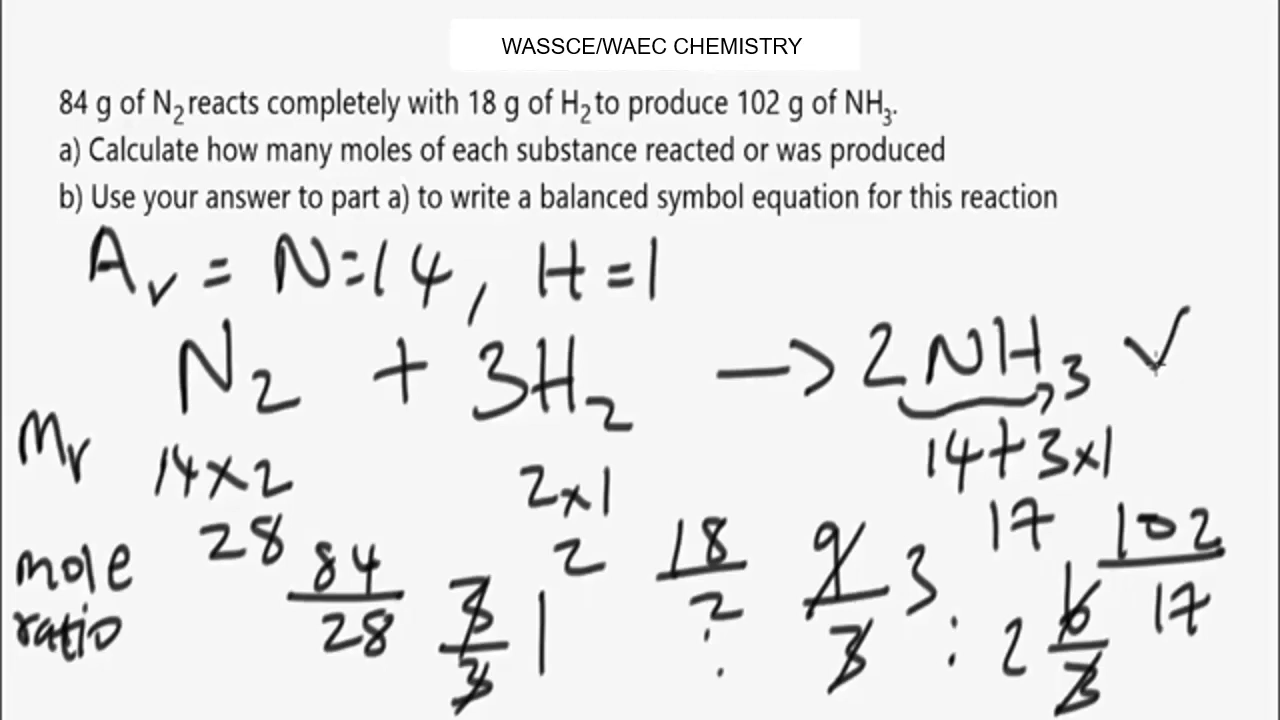 WASSCE/WAEC CHEMISTRY
84 g of N₂ reacts completely with 18 g of H₂ to produce 102 g of NH₃.
a) Calculate how many moles of each substance reacted or was produced
b) Use your answer to part a) to write a balanced symbol equation for this reaction
Ar = N=14, H=1
N₂ + 3H₂ → 2NH₃ ✓
Mr 14×2 2×1 14+3×1
28 2 17
mole ratio 84/28 3/3 1 : 18/2 9/3 3 : 2 6/3 102/17